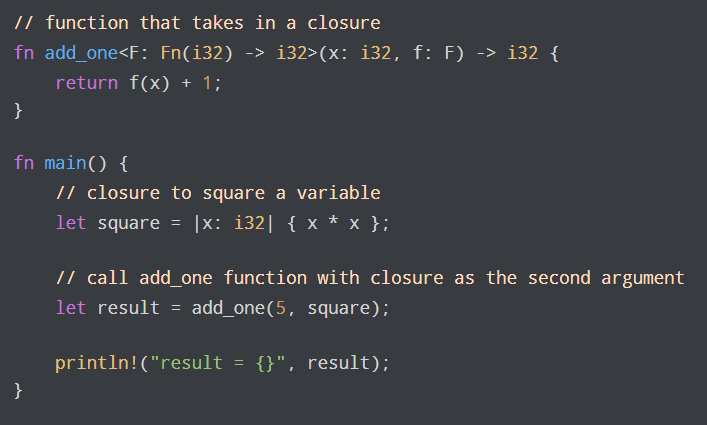 // function that takes in a closure
fn add_one<F: Fn(i32) -> i32>(x: i32, f: F) -> i32 {
    return f(x) + 1;
}

fn main() {
    // closure to square a variable
    let square = |x: i32| { x * x };

    // call add_one function with closure as the second argument
    let result = add_one(5, square);

    println!("result = {}", result);
}